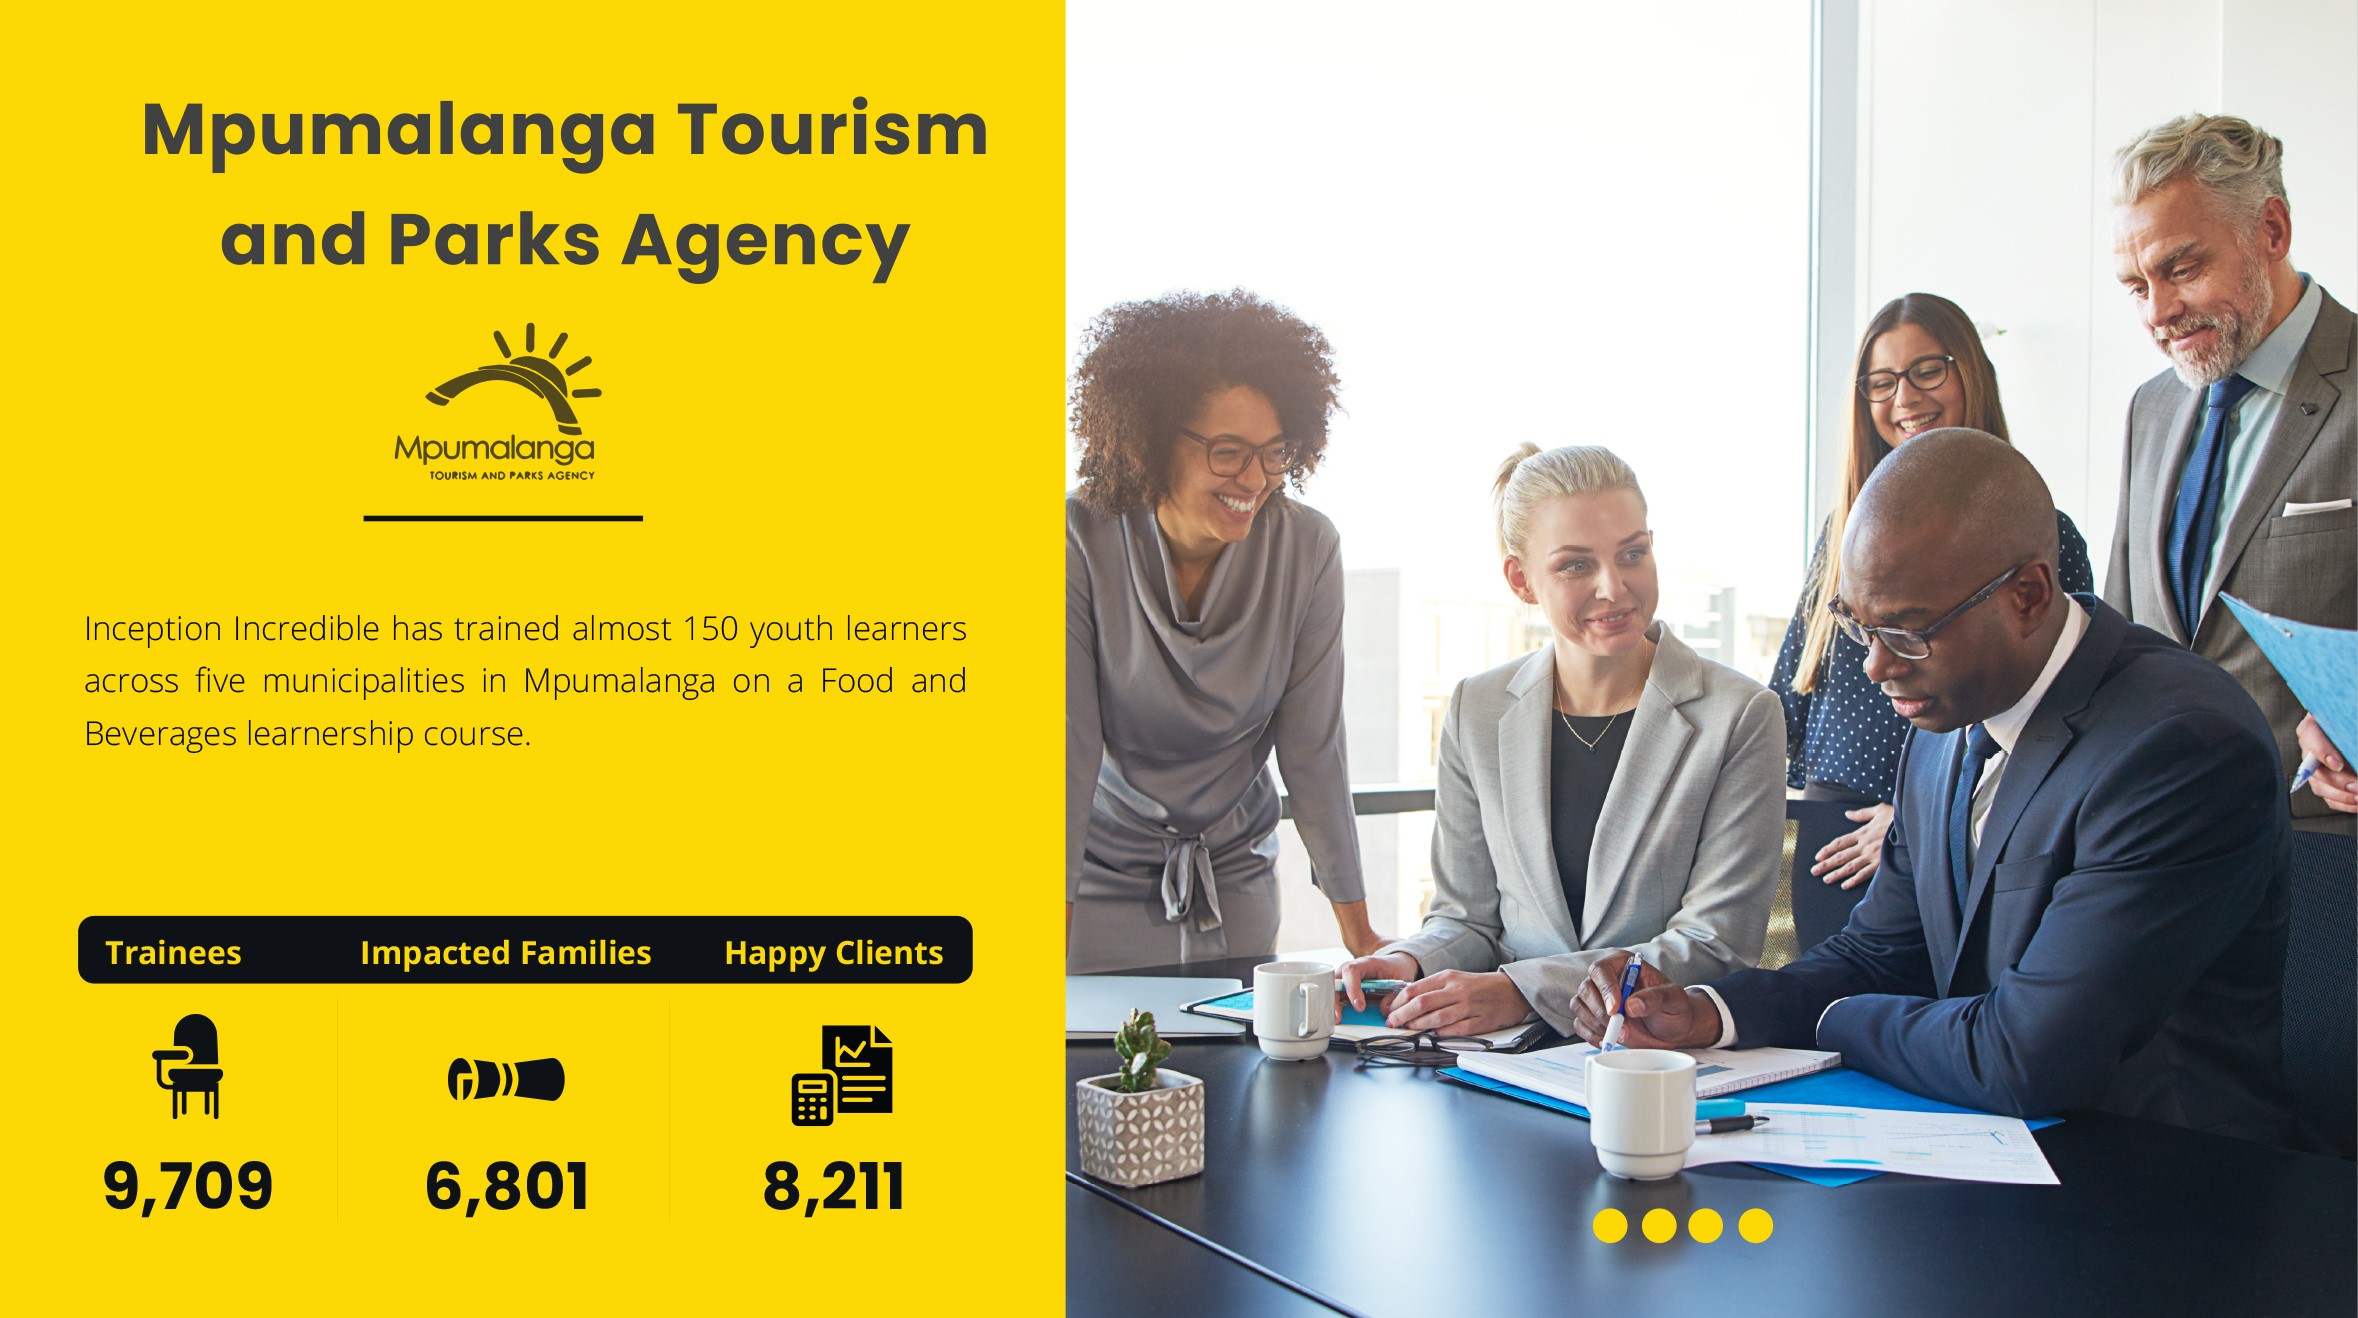 Mpumalanga Tourism
and Parks Agency
Mpumalanga
TOURISM AND PARKS AGENCY
Inception Incredible has trained almost 150 youth learners
across five municipalities in Mpumalanga on a Food and
Beverages learnership course.
Trainees Impacted Families Happy Clients
9,709 6,801 8,211